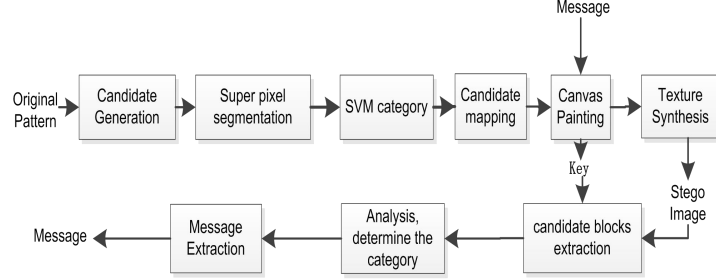 Message
Original
Pattern
Candidate
Generation
Super pixel
segmentation
SVM category
Candidate
mapping
Canvas
Painting
Texture
Synthesis
Key
Stego
Image
Message
Message
Extraction
Analysis,
determine the
category
candidate blocks
extraction